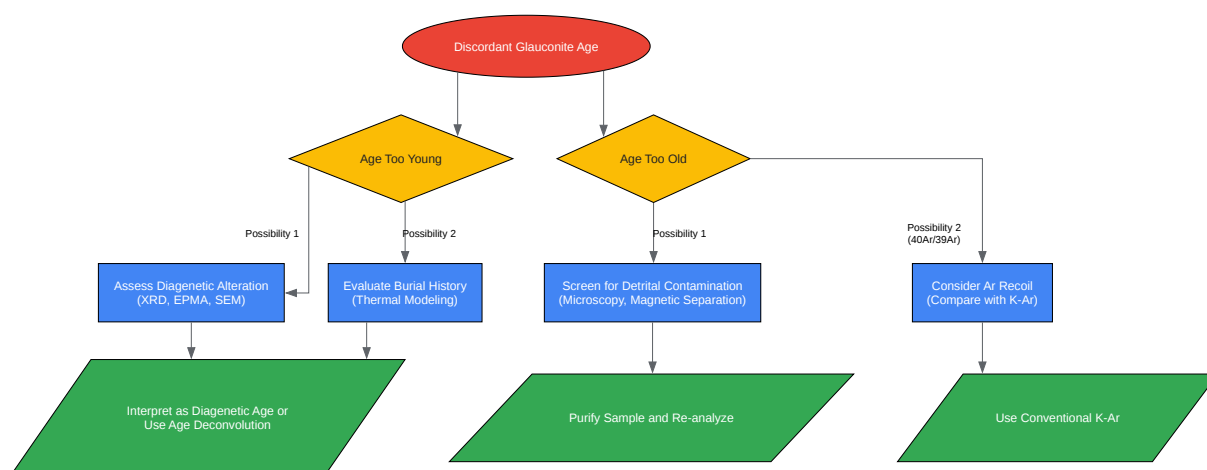 Discordant Glauconite Age
Age Too Young
Age Too Old
Possibility 1
Possibility 2
Possibility 1
Possibility 2
(40Ar/39Ar)
Assess Diagenetic Alteration
(XRD, EPMA, SEM)
Evaluate Burial History
(Thermal Modeling)
Screen for Detrital Contamination
(Microscopy, Magnetic Separation)
Consider Ar Recoil
(Compare with K-Ar)
Interpret as Diagenetic Age or
Use Age Deconvolution
Purify Sample and Re-analyze
Use Conventional K-Ar